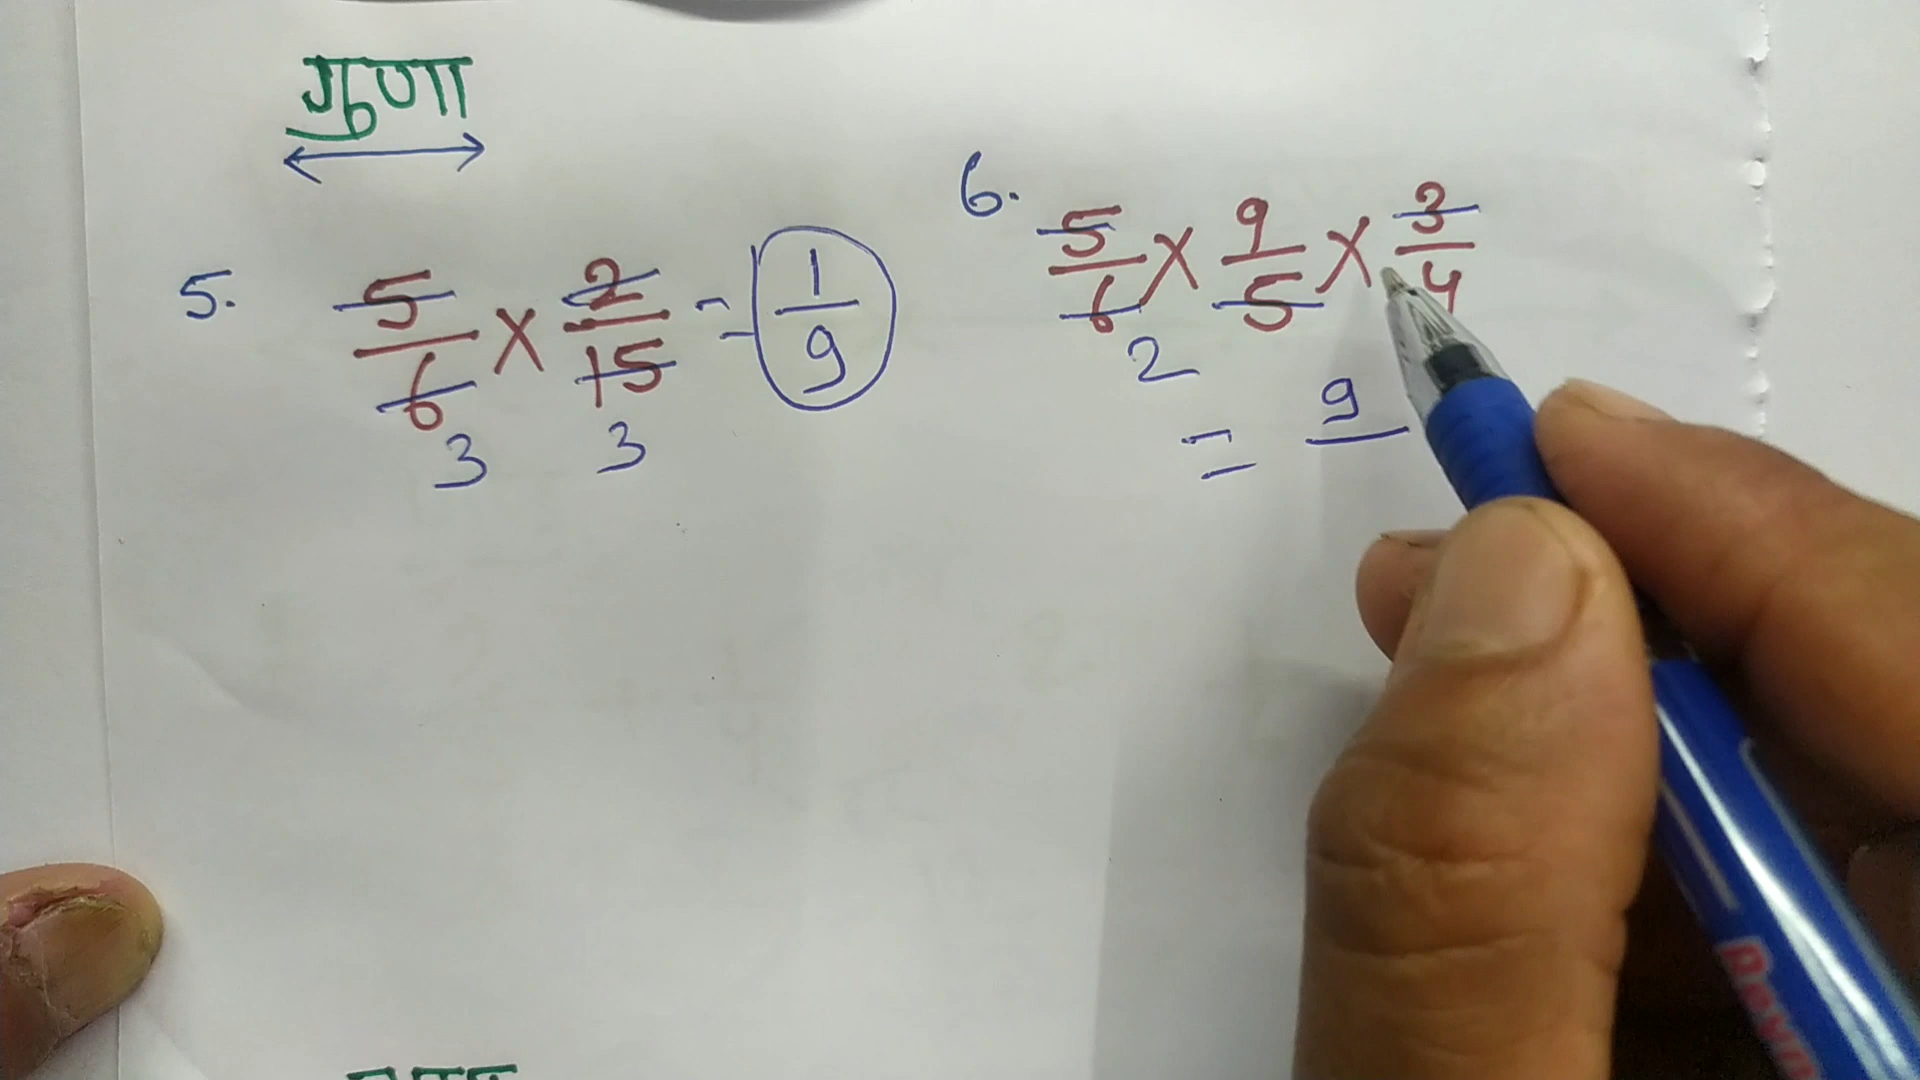 गुणा
5. 5/6 X 2/15 = 1/9
3 3
6. 5/6 X 9/5 X 3/4
2
= 9/